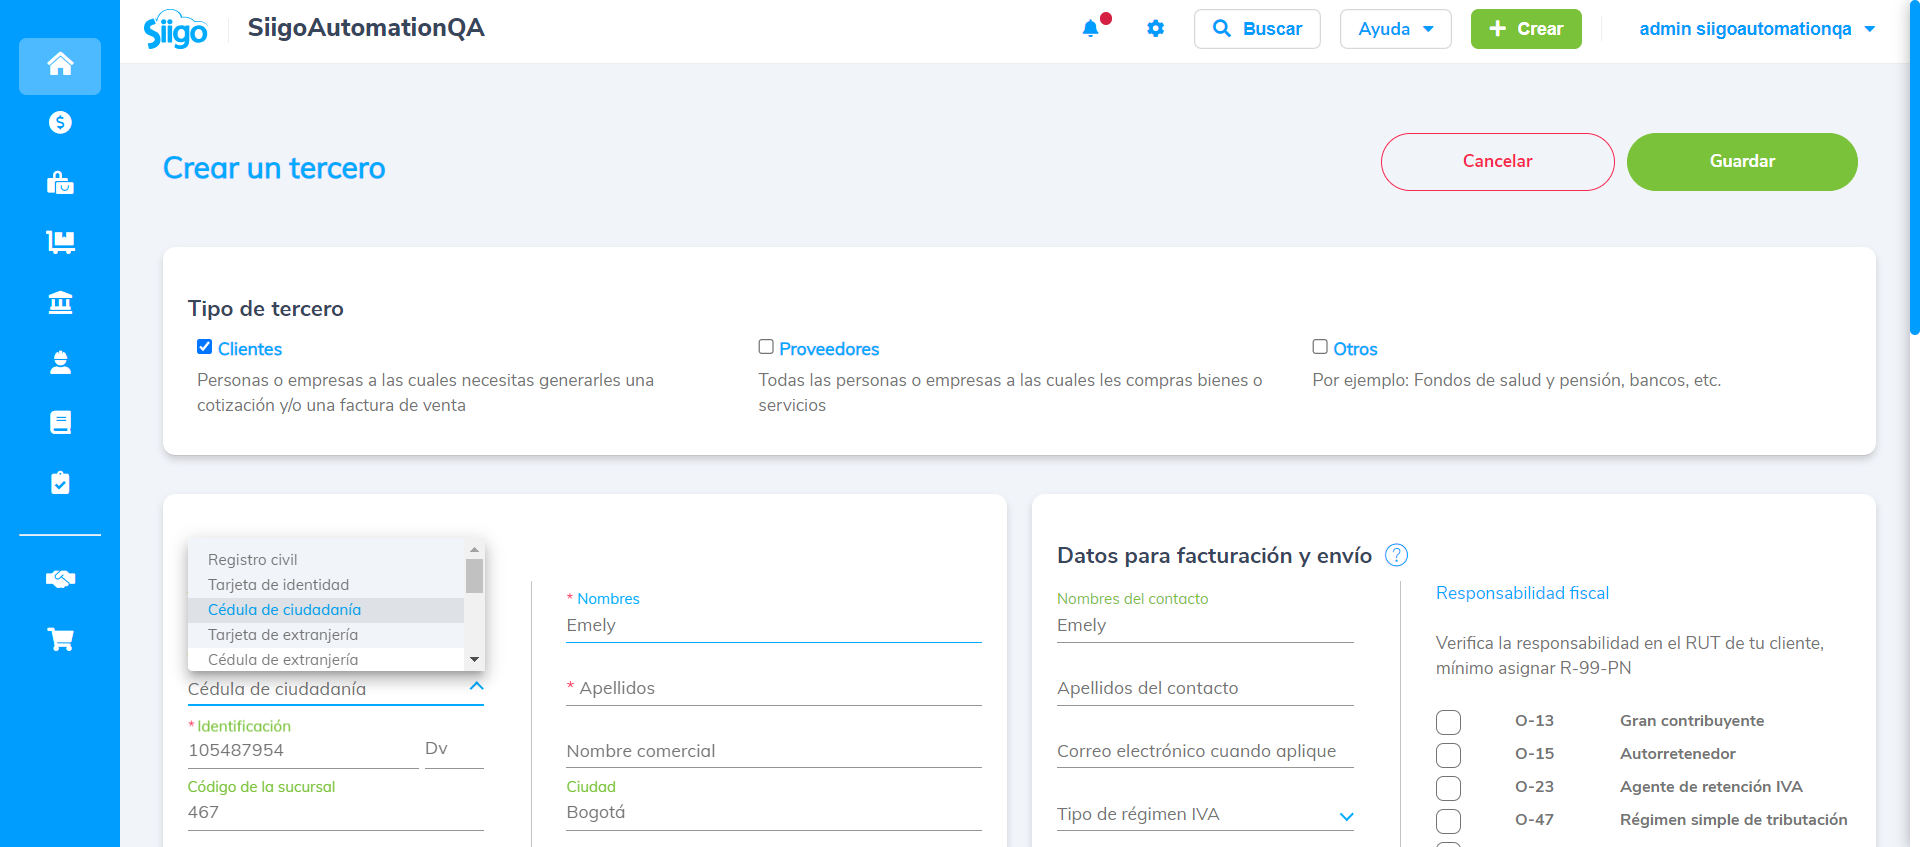 Siigo
SiigoAutomationQA
Buscar
Ayuda
Crear
admin siigoautomationqa
Crear un tercero
Cancelar
Guardar
Tipo de tercero
Clientes
Personas o empresas a las cuales necesitas generarles una
cotización y/o una factura de venta
Proveedores
Todas las personas o empresas a las cuales les compras bienes o
servicios
Otros
Por ejemplo: Fondos de salud y pensión, bancos, etc.
Registro civil
Tarjeta de identidad
Cédula de ciudadanía
Tarjeta de extranjería
Cédula de extranjería
Cédula de ciudadanía
* Identificación
105487954
Dv
Código de la sucursal
467
* Nombres
Emely
* Apellidos
Nombre comercial
Ciudad
Bogotá
Datos para facturación y envío ?
Nombres del contacto
Emely
Apellidos del contacto
Correo electrónico cuando aplique
Tipo de régimen IVA
Responsabilidad fiscal
Verifica la responsabilidad en el RUT de tu cliente,
mínimo asignar R-99-PN
O-13 Gran contribuyente
O-15 Autorretenedor
O-23 Agente de retención IVA
O-47 Régimen simple de tributación